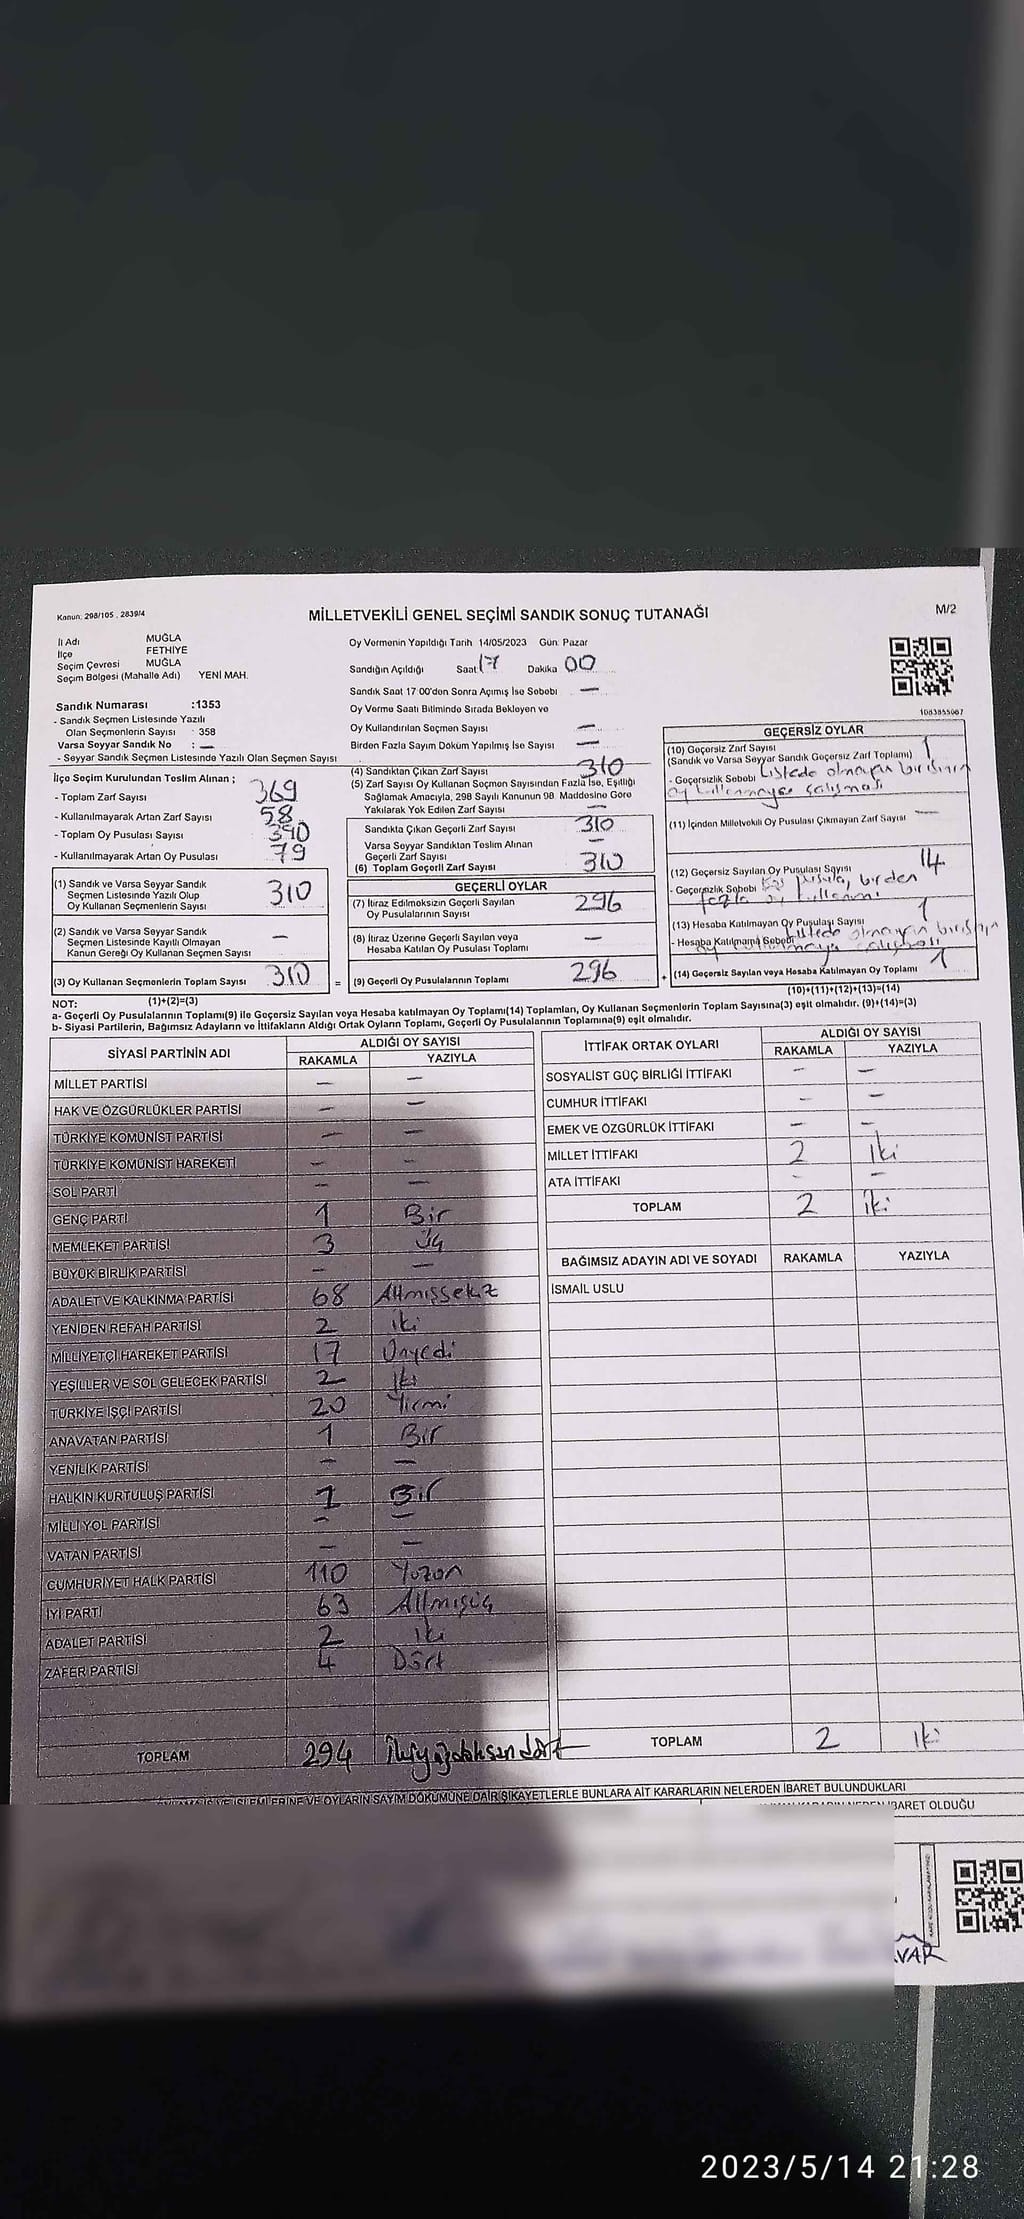 Kanun: 298/105 , 2839/4
MİLLETVEKİLİ GENEL SEÇİMİ SANDIK SONUÇ TUTANAĞI
M/2
İl Adı MUĞLA
İlçe FETHİYE
Seçim Çevresi MUĞLA
Seçim Bölgesi (Mahalle Adı) YENİ MAH.
Sandık Numarası :1353
- Sandık Seçmen Listesinde Yazılı
Olan Seçmenlerin Sayısı : 358
Varsa Seyyar Sandık No : —
- Seyyar Sandık Seçmen Listesinde Yazılı Olan Seçmen Sayısı
Oy Vermenin Yapıldığı Tarih 14/05/2023 Gün: Pazar
Sandığın Açıldığı Saat 17 Dakika 00
Sandık Saat 17:00'den Sonra Açımış İse Sebebi —
Oy Verme Saati Bitiminde Sırada Bekleyen ve
Oy Kullandırılan Seçmen Sayısı —
Birden Fazla Sayım Döküm Yapılmış İse Sayısı —
1083855067
İlçe Seçim Kurulundan Teslim Alınan ;
- Toplam Zarf Sayısı 369
- Kullanılmayarak Artan Zarf Sayısı 58
- Toplam Oy Pusulası Sayısı 390
- Kullanılmayarak Artan Oy Pusulası 79
(1) Sandık ve Varsa Seyyar Sandık
Seçmen Listesinde Yazılı Olup
Oy Kullanan Seçmenlerin Sayısı 310
(2) Sandık ve Varsa Seyyar Sandık
Seçmen Listesinde Kayıtlı Olmayan
Kanun Gereği Oy Kullanan Seçmen Sayısı —
(3) Oy Kullanan Seçmenlerin Toplam Sayısı 310
(1)+(2)=(3)
(4) Sandıktan Çıkan Zarf Sayısı 310
(5) Zarf Sayısı Oy Kullanan Seçmen Sayısından Fazla İse, Eşitliği
Sağlamak Amacıyla, 298 Sayılı Kanunun 98. Maddesine Göre
Yakılarak Yok Edilen Zarf Sayısı —
Sandıkta Çıkan Geçerli Zarf Sayısı 310
Varsa Seyyar Sandıktan Teslim Alınan
Geçerli Zarf Sayısı —
(6) Toplam Geçerli Zarf Sayısı 310
GEÇERLİ OYLAR
(7) İtiraz Edilmeksizin Geçerli Sayılan
Oy Pusulalarının Sayısı 296
(8) İtiraz Üzerine Geçerli Sayılan veya
Hesaba Katılan Oy Pusulası Toplamı —
= (9) Geçerli Oy Pusulalarının Toplamı 296
GEÇERSİZ OYLAR
(10) Geçersiz Zarf Sayısı 1
(Sandık ve Varsa Seyyar Sandık Geçersiz Zarf Toplamı)
- Geçersizlik Sebebi Listede olmayan birisinin
oy kullanmaya çalışması
(11) İçinden Milletvekili Oy Pusulası Çıkmayan Zarf Sayısı —
(12) Geçersiz Sayılan Oy Pusulası Sayısı 14
- Geçersizlik Sebebi Boş pusula, birden
fazla oy kullanımı
(13) Hesaba Katılmayan Oy Pusulası Sayısı 1
- Hesaba Katılmama Sebebi Listede olmayan birisinin
oy kullanmaya çalışması
+ (14) Geçersiz Sayılan veya Hesaba Katılmayan Oy Toplamı 1
(10)+(11)+(12)+(13)=(14)
NOT:
a- Geçerli Oy Pusulalarının Toplamı(9) ile Geçersiz Sayılan veya Hesaba katılmayan Oy Toplamı(14) Toplamları, Oy Kullanan Seçmenlerin Toplam Sayısına(3) eşit olmalıdır. (9)+(14)=(3)
b- Siyasi Partilerin, Bağımsız Adayların ve İttifakların Aldığı Ortak Oyların Toplamı, Geçerli Oy Pusulalarının Toplamına(9) eşit olmalıdır.
SİYASİ PARTİNİN ADI ALDIĞI OY SAYISI
RAKAMLA YAZIYLA
MİLLET PARTİSİ — —
HAK VE ÖZGÜRLÜKLER PARTİSİ — —
TÜRKİYE KOMÜNİST PARTİSİ — —
TÜRKİYE KOMÜNİST HAREKETİ — —
SOL PARTİ — —
GENÇ PARTİ 1 Bir
MEMLEKET PARTİSİ 3 Üç
BÜYÜK BİRLİK PARTİSİ — —
ADALET VE KALKINMA PARTİSİ 68 Altmışsekiz
YENİDEN REFAH PARTİSİ 2 iki
MİLLİYETÇİ HAREKET PARTİSİ 17 Onyedi
YEŞİLLER VE SOL GELECEK PARTİSİ 2 İki
TÜRKİYE İŞÇİ PARTİSİ 20 Yirmi
ANAVATAN PARTİSİ 1 Bir
YENİLİK PARTİSİ — —
HALKIN KURTULUŞ PARTİSİ 1 Bir
MİLLİ YOL PARTİSİ — —
VATAN PARTİSİ — —
CUMHURİYET HALK PARTİSİ 110 Yüzon
İYİ PARTİ 63 Altmışüç
ADALET PARTİSİ 2 iki
ZAFER PARTİSİ 4 Dört
TOPLAM 294 İkiyüzdoksandört
İTTİFAK ORTAK OYLARI ALDIĞI OY SAYISI
RAKAMLA YAZIYLA
SOSYALİST GÜÇ BİRLİĞİ İTTİFAKI — —
CUMHUR İTTİFAKI — —
EMEK VE ÖZGÜRLÜK İTTİFAKI — —
MİLLET İTTİFAKI 2 İki
ATA İTTİFAKI — —
TOPLAM 2 iki
BAĞIMSIZ ADAYIN ADI VE SOYADI RAKAMLA YAZIYLA
İSMAİL USLU
TOPLAM 2 İki
İŞLEMLERİNE VE OYLARIN SAYIM DÖKÜMÜNE DAİR ŞİKAYETLERLE BUNLARA AİT KARARLARIN NELERDEN İBARET BULUNDUKLARI
İBARET OLDUĞU
VAR
2023/5/14 21:28